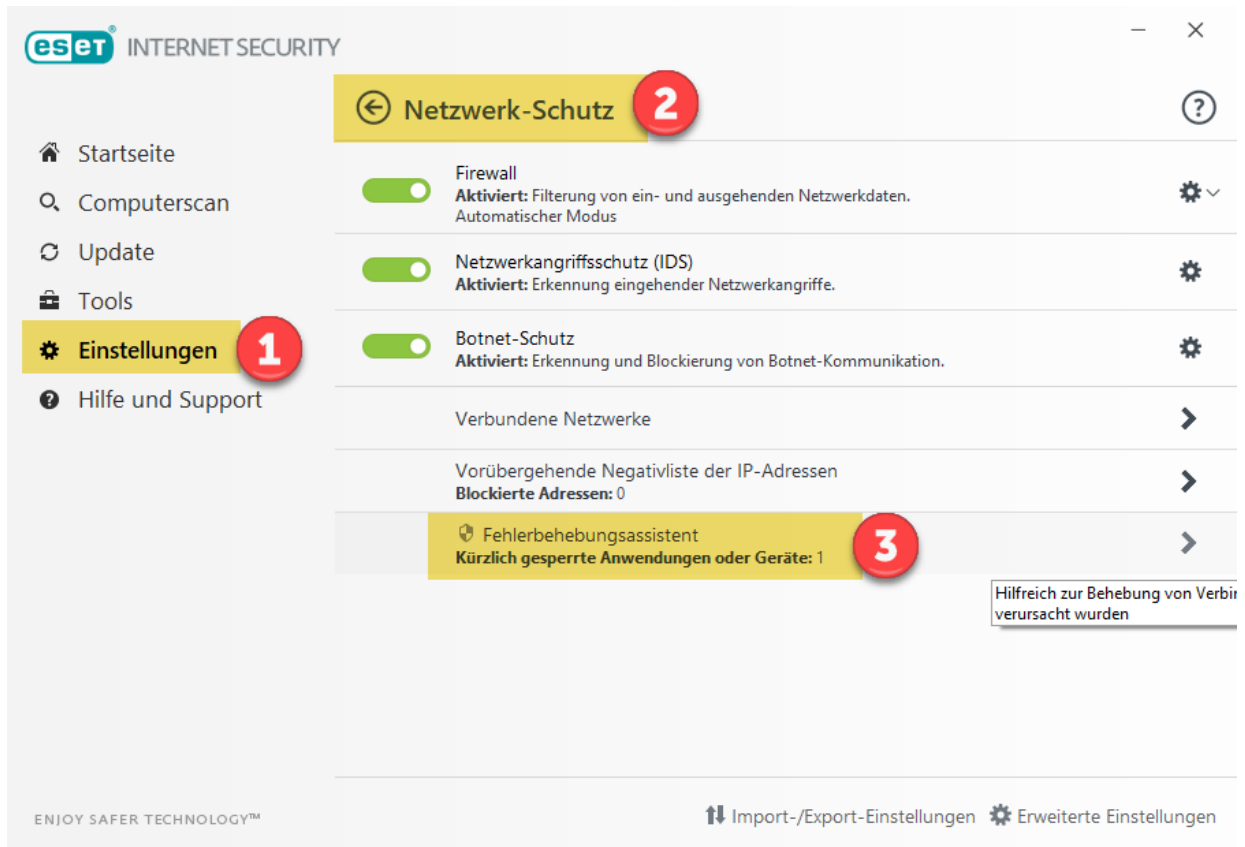 eset® INTERNET SECURITY
Netzwerk-Schutz 2
Startseite
Computerscan
Update
Tools
Einstellungen 1
Hilfe und Support
Firewall
Aktiviert: Filterung von ein- und ausgehenden Netzwerkdaten.
Automatischer Modus
Netzwerkangriffsschutz (IDS)
Aktiviert: Erkennung eingehender Netzwerkangriffe.
Botnet-Schutz
Aktiviert: Erkennung und Blockierung von Botnet-Kommunikation.
Verbundene Netzwerke
Vorübergehende Negativliste der IP-Adressen
Blockierte Adressen: 0
Fehlerbehebungsassistent
Kürzlich gesperrte Anwendungen oder Geräte: 1 3
Hilfreich zur Behebung von Verbin
verursacht wurden
ENJOY SAFER TECHNOLOGY™
Import-/Export-Einstellungen Erweiterte Einstellungen